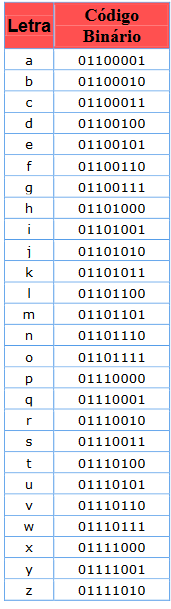 Letra Código Binário
a 01100001
b 01100010
c 01100011
d 01100100
e 01100101
f 01100110
g 01100111
h 01101000
i 01101001
j 01101010
k 01101011
l 01101100
m 01101101
n 01101110
o 01101111
p 01110000
q 01110001
r 01110010
s 01110011
t 01110100
u 01110101
v 01110110
w 01110111
x 01111000
y 01111001
z 01111010